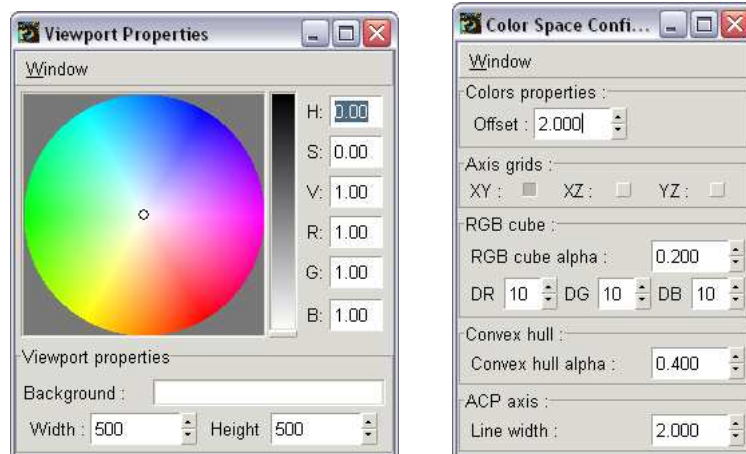 Viewport Properties
Window
H: 0.00
S: 0.00
V: 1.00
R: 1.00
G: 1.00
B: 1.00
Viewport properties
Background :
Width : 500 Height 500
Color Space Confi...
Window
Colors properties :
Offset : 2.000
Axis grids :
XY : XZ : YZ :
RGB cube :
RGB cube alpha : 0.200
DR 10 DG 10 DB 10
Convex hull :
Convex hull alpha : 0.400
ACP axis :
Line width : 2.000